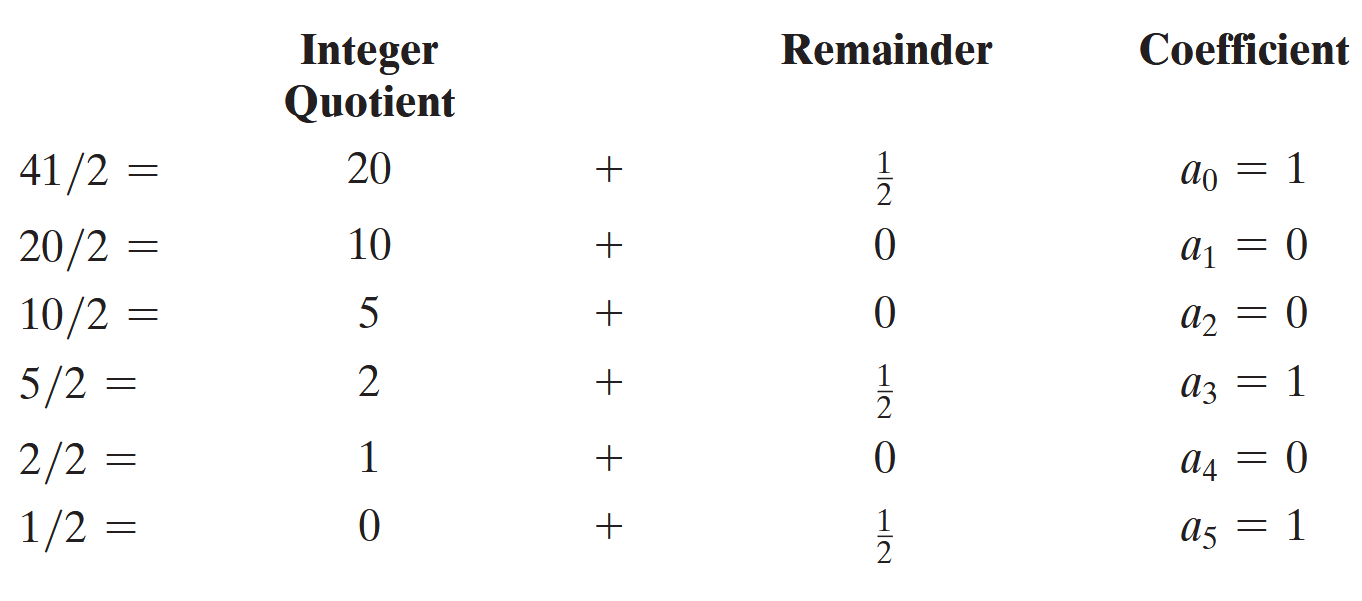 Integer Quotient Remainder Coefficient
41/2 = 20 + 1/2 a₀ = 1
20/2 = 10 + 0 a₁ = 0
10/2 = 5 + 0 a₂ = 0
5/2 = 2 + 1/2 a₃ = 1
2/2 = 1 + 0 a₄ = 0
1/2 = 0 + 1/2 a₅ = 1